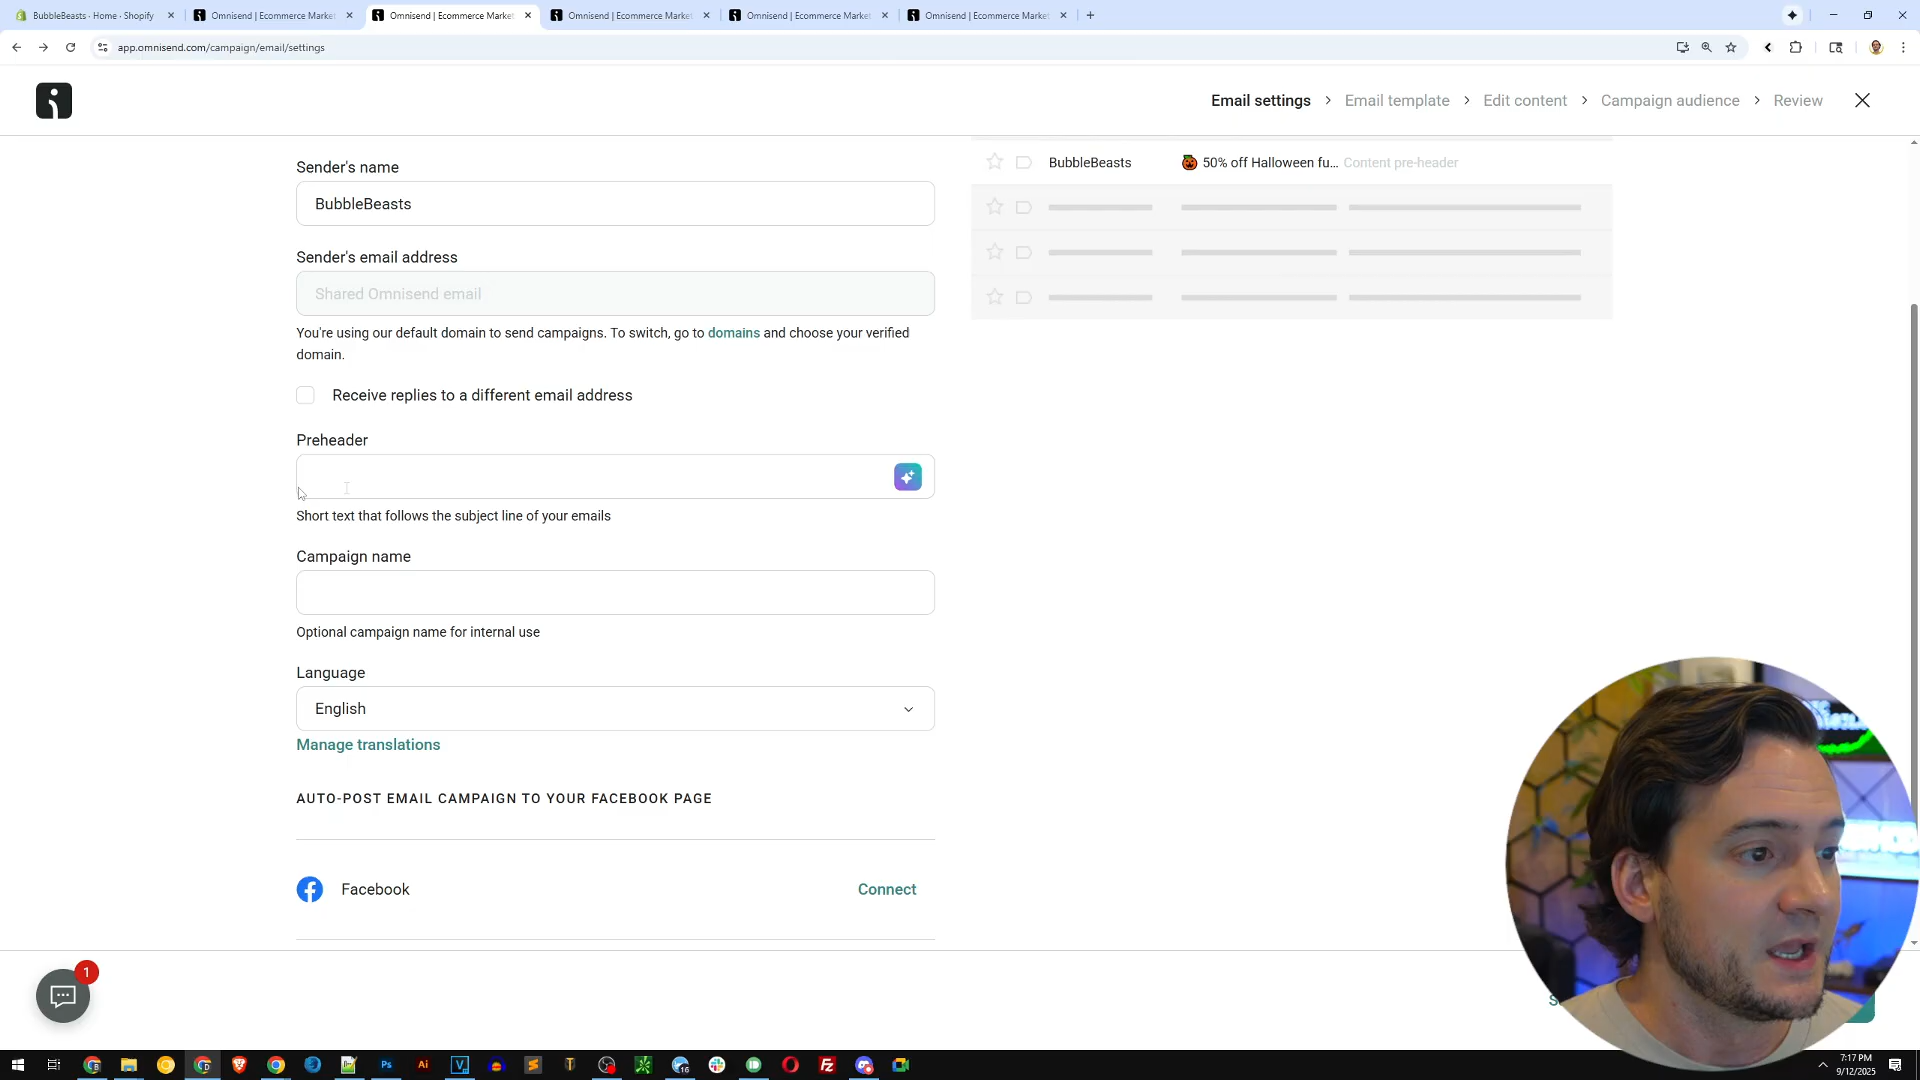 BubbleBeasts · Home · Shopify
Omnisend | Ecommerce Market
Omnisend | Ecommerce Market
Omnisend | Ecommerce Market
Omnisend | Ecommerce Market
Omnisend | Ecommerce Market
app.omnisend.com/campaign/email/settings
Email settings
Email template
Edit content
Campaign audience
Review
Sender's name
BubbleBeasts
BubbleBeasts
🎃 50% off Halloween fu... Content pre-header
Sender's email address
Shared Omnisend email
You're using our default domain to send campaigns. To switch, go to domains and choose your verified
domain.
Receive replies to a different email address
Preheader
Short text that follows the subject line of your emails
Campaign name
Optional campaign name for internal use
Language
English
Manage translations
AUTO-POST EMAIL CAMPAIGN TO YOUR FACEBOOK PAGE
Facebook
Connect
1
7:17 PM
9/12/2025